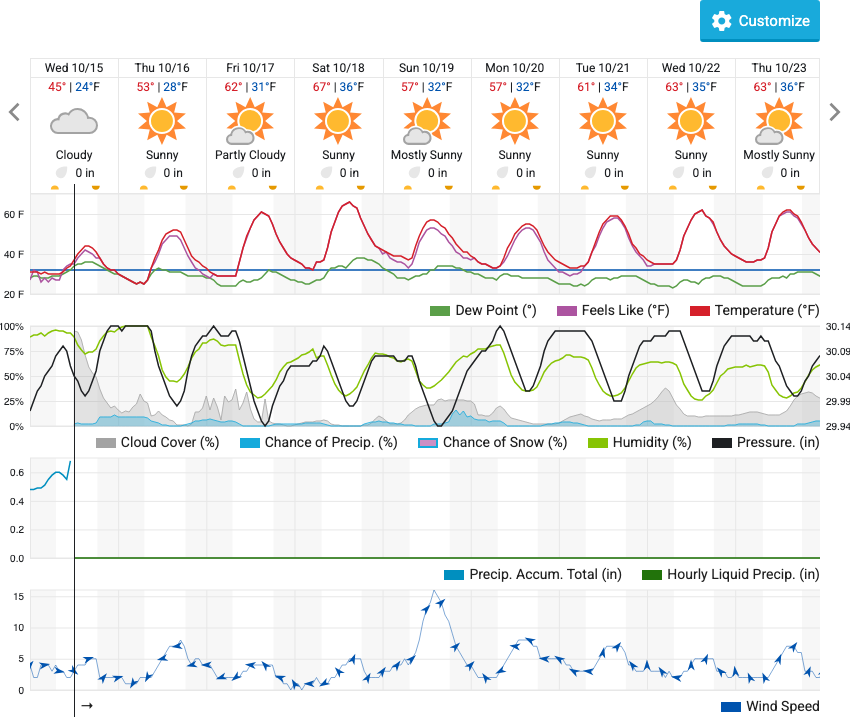 Customize
Wed 10/15 Thu 10/16 Fri 10/17 Sat 10/18 Sun 10/19 Mon 10/20 Tue 10/21 Wed 10/22 Thu 10/23
45° | 24°F 53° | 28°F 62° | 31°F 67° | 36°F 57° | 32°F 57° | 32°F 61° | 34°F 63° | 35°F 63° | 36°F
Cloudy Sunny Partly Cloudy Sunny Mostly Sunny Sunny Sunny Sunny Mostly Sunny
0 in 0 in 0 in 0 in 0 in 0 in 0 in 0 in 0 in
60 F
40 F
20 F
Dew Point (°) Feels Like (°F) Temperature (°F)
100% 30.14
75% 30.09
50% 30.04
25% 29.99
0% 29.94
Cloud Cover (%) Chance of Precip. (%) Chance of Snow (%) Humidity (%) Pressure. (in)
0.6
0.4
0.2
0.0
Precip. Accum. Total (in) Hourly Liquid Precip. (in)
15
10
5
0
→ Wind Speed